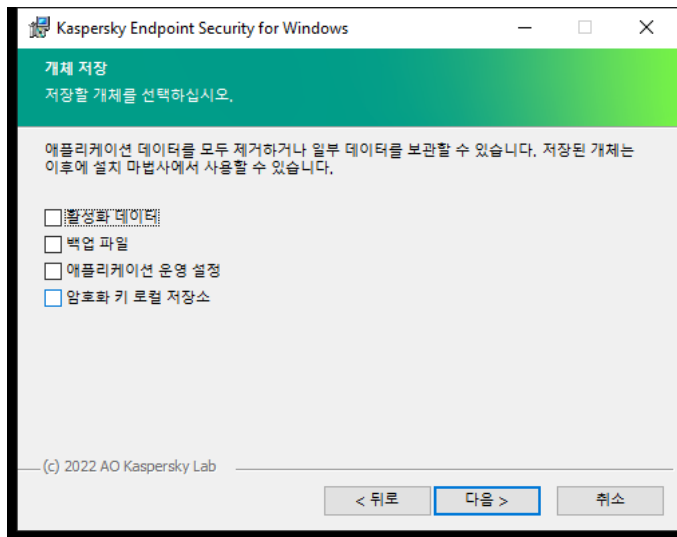 Kaspersky Endpoint Security for Windows
개체 저장
저장할 개체를 선택하십시오.
애플리케이션 데이터를 모두 제거하거나 일부 데이터를 보관할 수 있습니다. 저장된 개체는
이후에 설치 마법사에서 사용할 수 있습니다.
활성화 데이터
백업 파일
애플리케이션 운영 설정
암호화 키 로컬 저장소
(c) 2022 AO Kaspersky Lab
< 뒤로 다음 > 취소